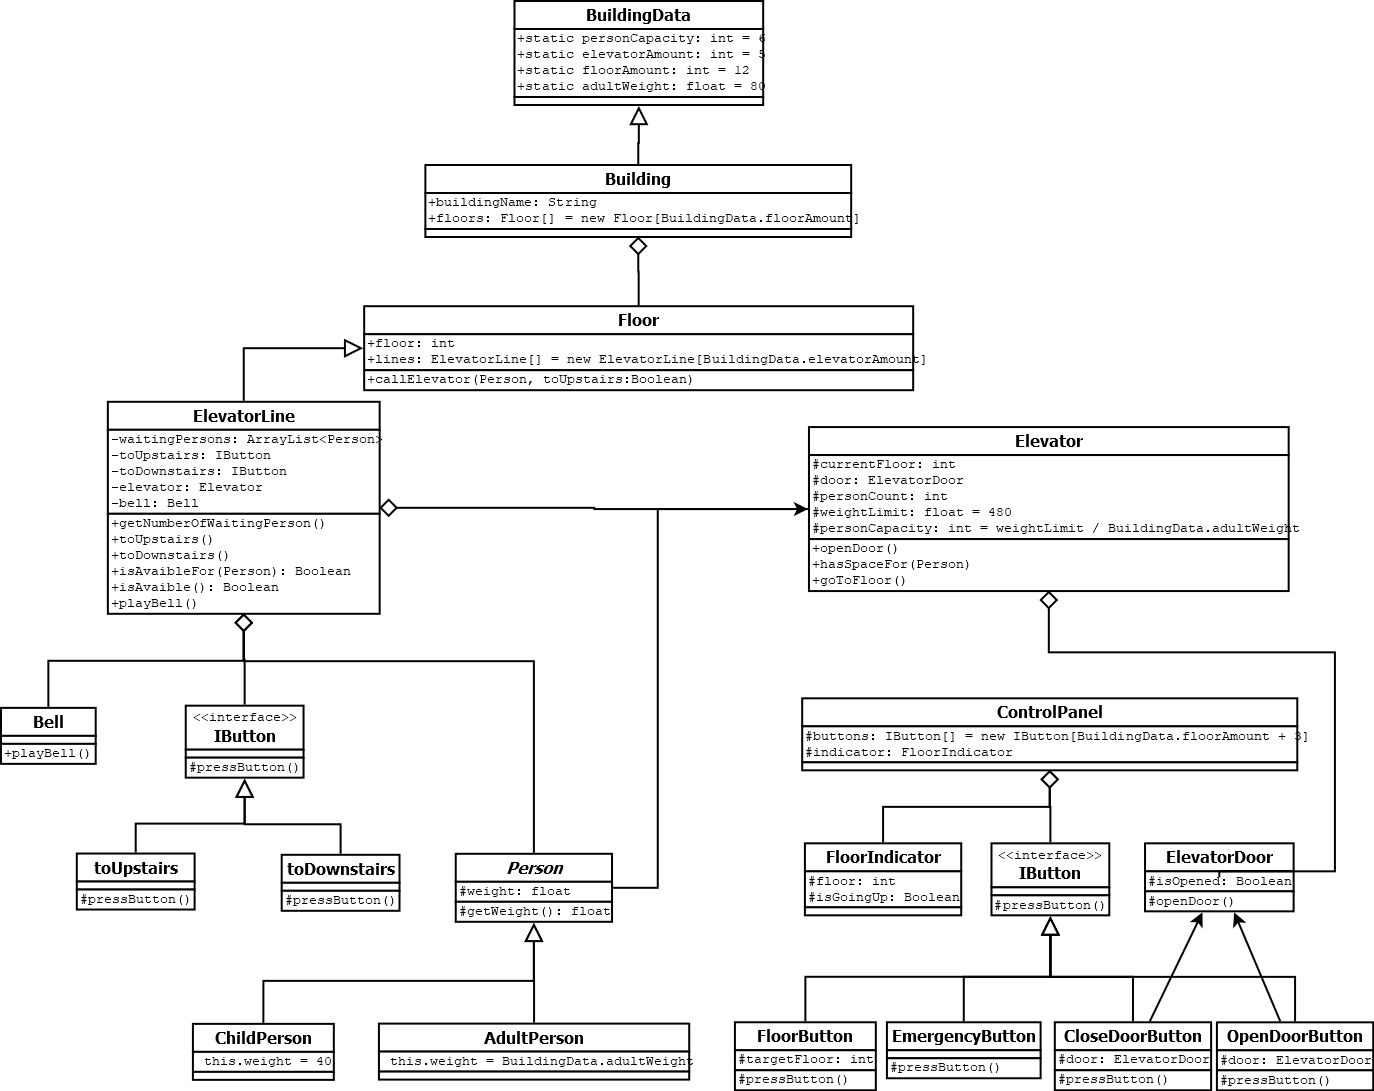 BuildingData
+static personCapacity: int = 6
+static elevatorAmount: int = 5
+static floorAmount: int = 12
+static adultWeight: float = 80
Building
+buildingName: String
+floors: Floor[] = new Floor[BuildingData.floorAmount]
Floor
+floor: int
+lines: ElevatorLine[] = new ElevatorLine[BuildingData.elevatorAmount]
+callElevator(Person, toUpstairs:Boolean)
ElevatorLine
-waitingPersons: ArrayList<Person>
-toUpstairs: IButton
-toDownstairs: IButton
-elevator: Elevator
-bell: Bell
+getNumberOfWaitingPerson()
+toUpstairs()
+toDownstairs()
+isAvaibleFor(Person): Boolean
+isAvaible(): Boolean
+playBell()
Elevator
#currentFloor: int
#door: ElevatorDoor
#personCount: int
#weightLimit: float = 480
#personCapacity: int = weightLimit / BuildingData.adultWeight
+openDoor()
+hasSpaceFor(Person)
+goToFloor()
Bell
+playBell()
<<interface>>
IButton
#pressButton()
ControlPanel
#buttons: IButton[] = new IButton[BuildingData.floorAmount + 3]
#indicator: FloorIndicator
toUpstairs
#pressButton()
toDownstairs
#pressButton()
Person
#weight: float
#getWeight(): float
FloorIndicator
#floor: int
#isGoingUp: Boolean
<<interface>>
IButton
#pressButton()
ElevatorDoor
#isOpened: Boolean
#openDoor()
ChildPerson
this.weight = 40
AdultPerson
this.weight = BuildingData.adultWeight
FloorButton
#targetFloor: int
#pressButton()
EmergencyButton
#pressButton()
CloseDoorButton
#door: ElevatorDoor
#pressButton()
OpenDoorButton
#door: ElevatorDoor
#pressButton()